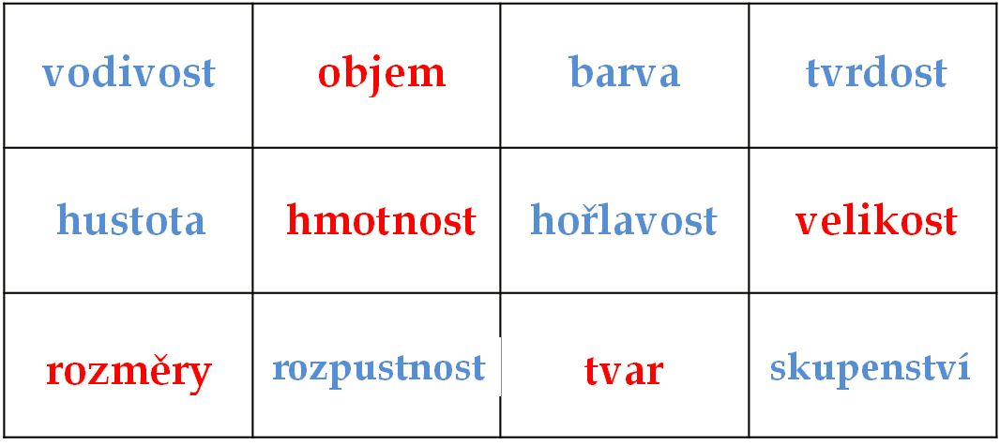 vodivost objem barva tvrdost
hustota hmotnost hořlavost velikost
rozměry rozpustnost tvar skupenství